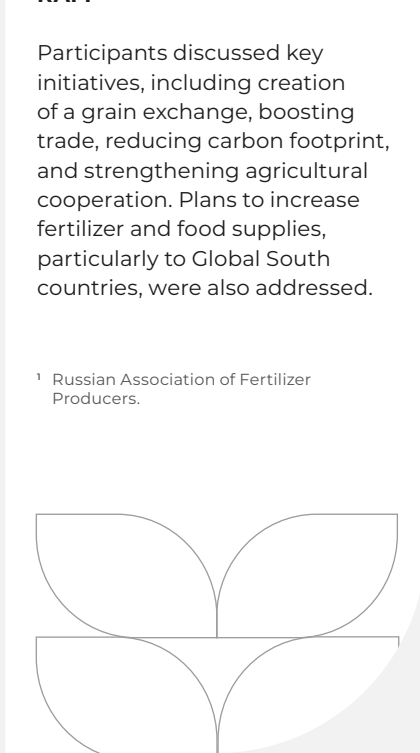 Participants discussed key
initiatives, including creation
of a grain exchange, boosting
trade, reducing carbon footprint,
and strengthening agricultural
cooperation. Plans to increase
fertilizer and food supplies,
particularly to Global South
countries, were also addressed.
¹ Russian Association of Fertilizer
Producers.